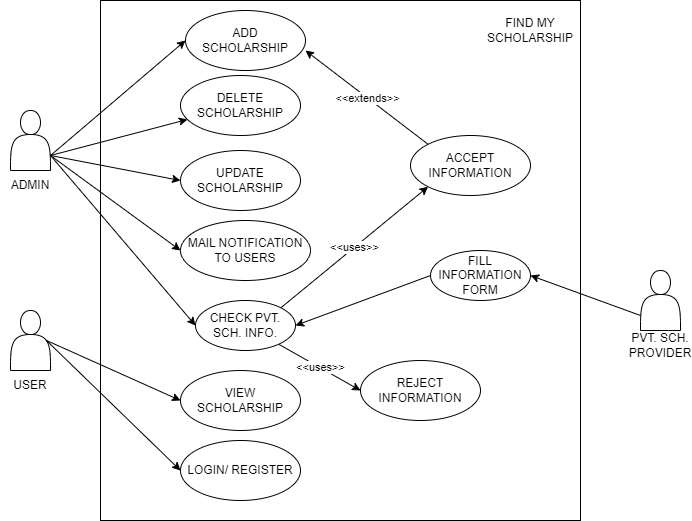 FIND MY
SCHOLARSHIP
ADD
SCHOLARSHIP
<<extends>>
DELETE
SCHOLARSHIP
ADMIN
ACCEPT
INFORMATION
UPDATE
SCHOLARSHIP
MAIL NOTIFICATION
TO USERS
<<uses>>
FILL
INFORMATION
FORM
CHECK PVT.
SCH. INFO.
PVT. SCH.
PROVIDER
<<uses>>
USER
REJECT
INFORMATION
VIEW
SCHOLARSHIP
LOGIN/ REGISTER